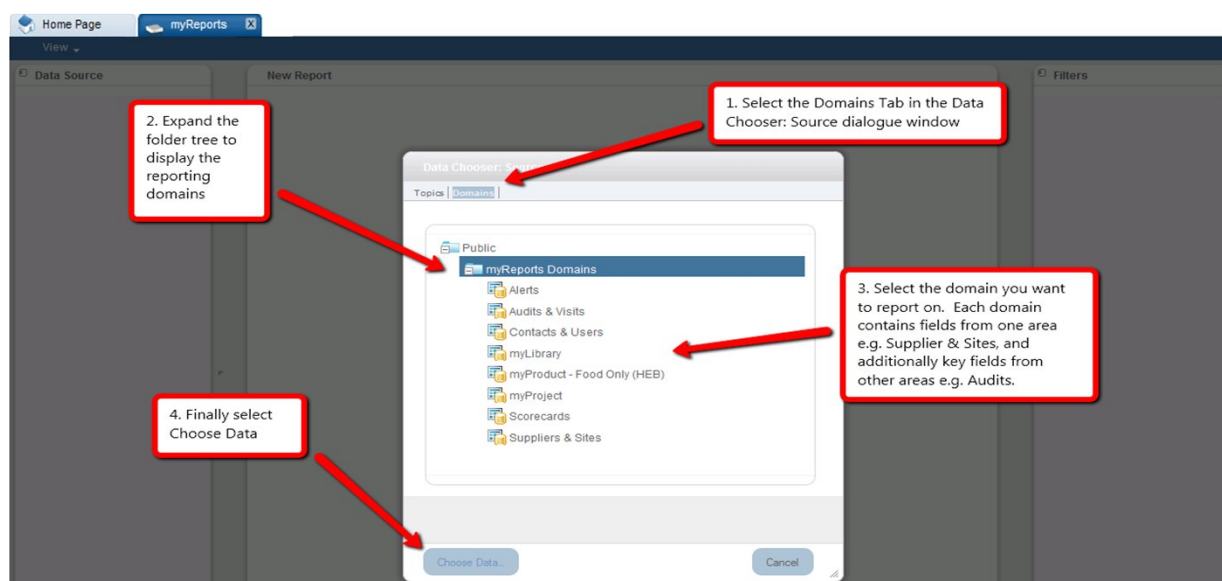 Home Page
myReports
View
Data Source
New Report
Filters
1. Select the Domains Tab in the Data
Chooser: Source dialogue window
2. Expand the
folder tree to
display the
reporting
domains
Data Chooser: Source
Topics | Domains |
Public
myReports Domains
Alerts
Audits & Visits
Contacts & Users
myLibrary
myProduct - Food Only (HEB)
myProject
Scorecards
Suppliers & Sites
3. Select the domain you want
to report on. Each domain
contains fields from one area
e.g. Supplier & Sites, and
additionally key fields from
other areas e.g. Audits.
4. Finally select
Choose Data
Choose Data...
Cancel